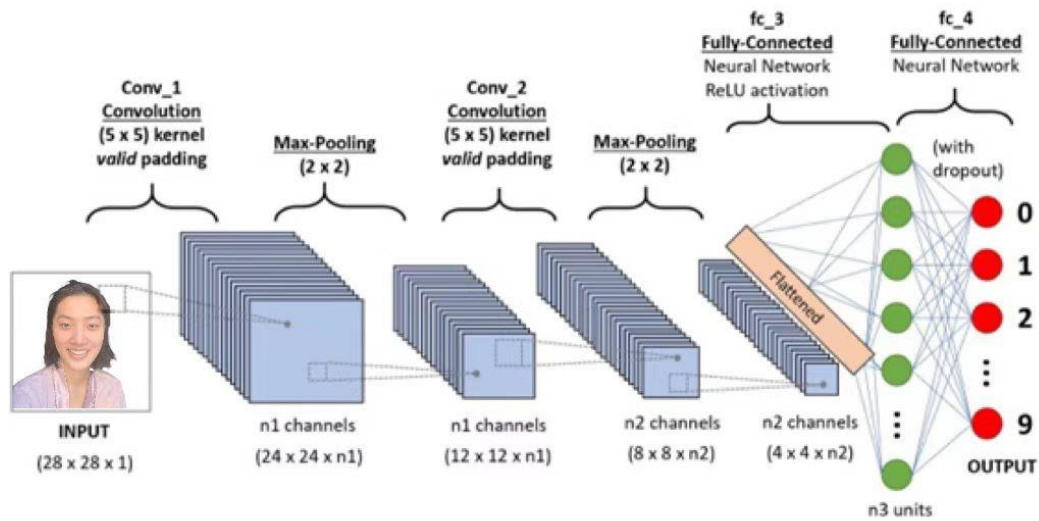 fc_3
Fully-Connected
Neural Network
ReLU activation
fc_4
Fully-Connected
Neural Network
Conv_1
Convolution
(5 x 5) kernel
valid padding
Max-Pooling
(2 x 2)
Conv_2
Convolution
(5 x 5) kernel
valid padding
Max-Pooling
(2 x 2)
(with
dropout)
Flattened
0
1
2
...
9
...
INPUT
(28 x 28 x 1)
n1 channels
(24 x 24 x n1)
n1 channels
(12 x 12 x n1)
n2 channels
(8 x 8 x n2)
n2 channels
(4 x 4 x n2)
OUTPUT
n3 units